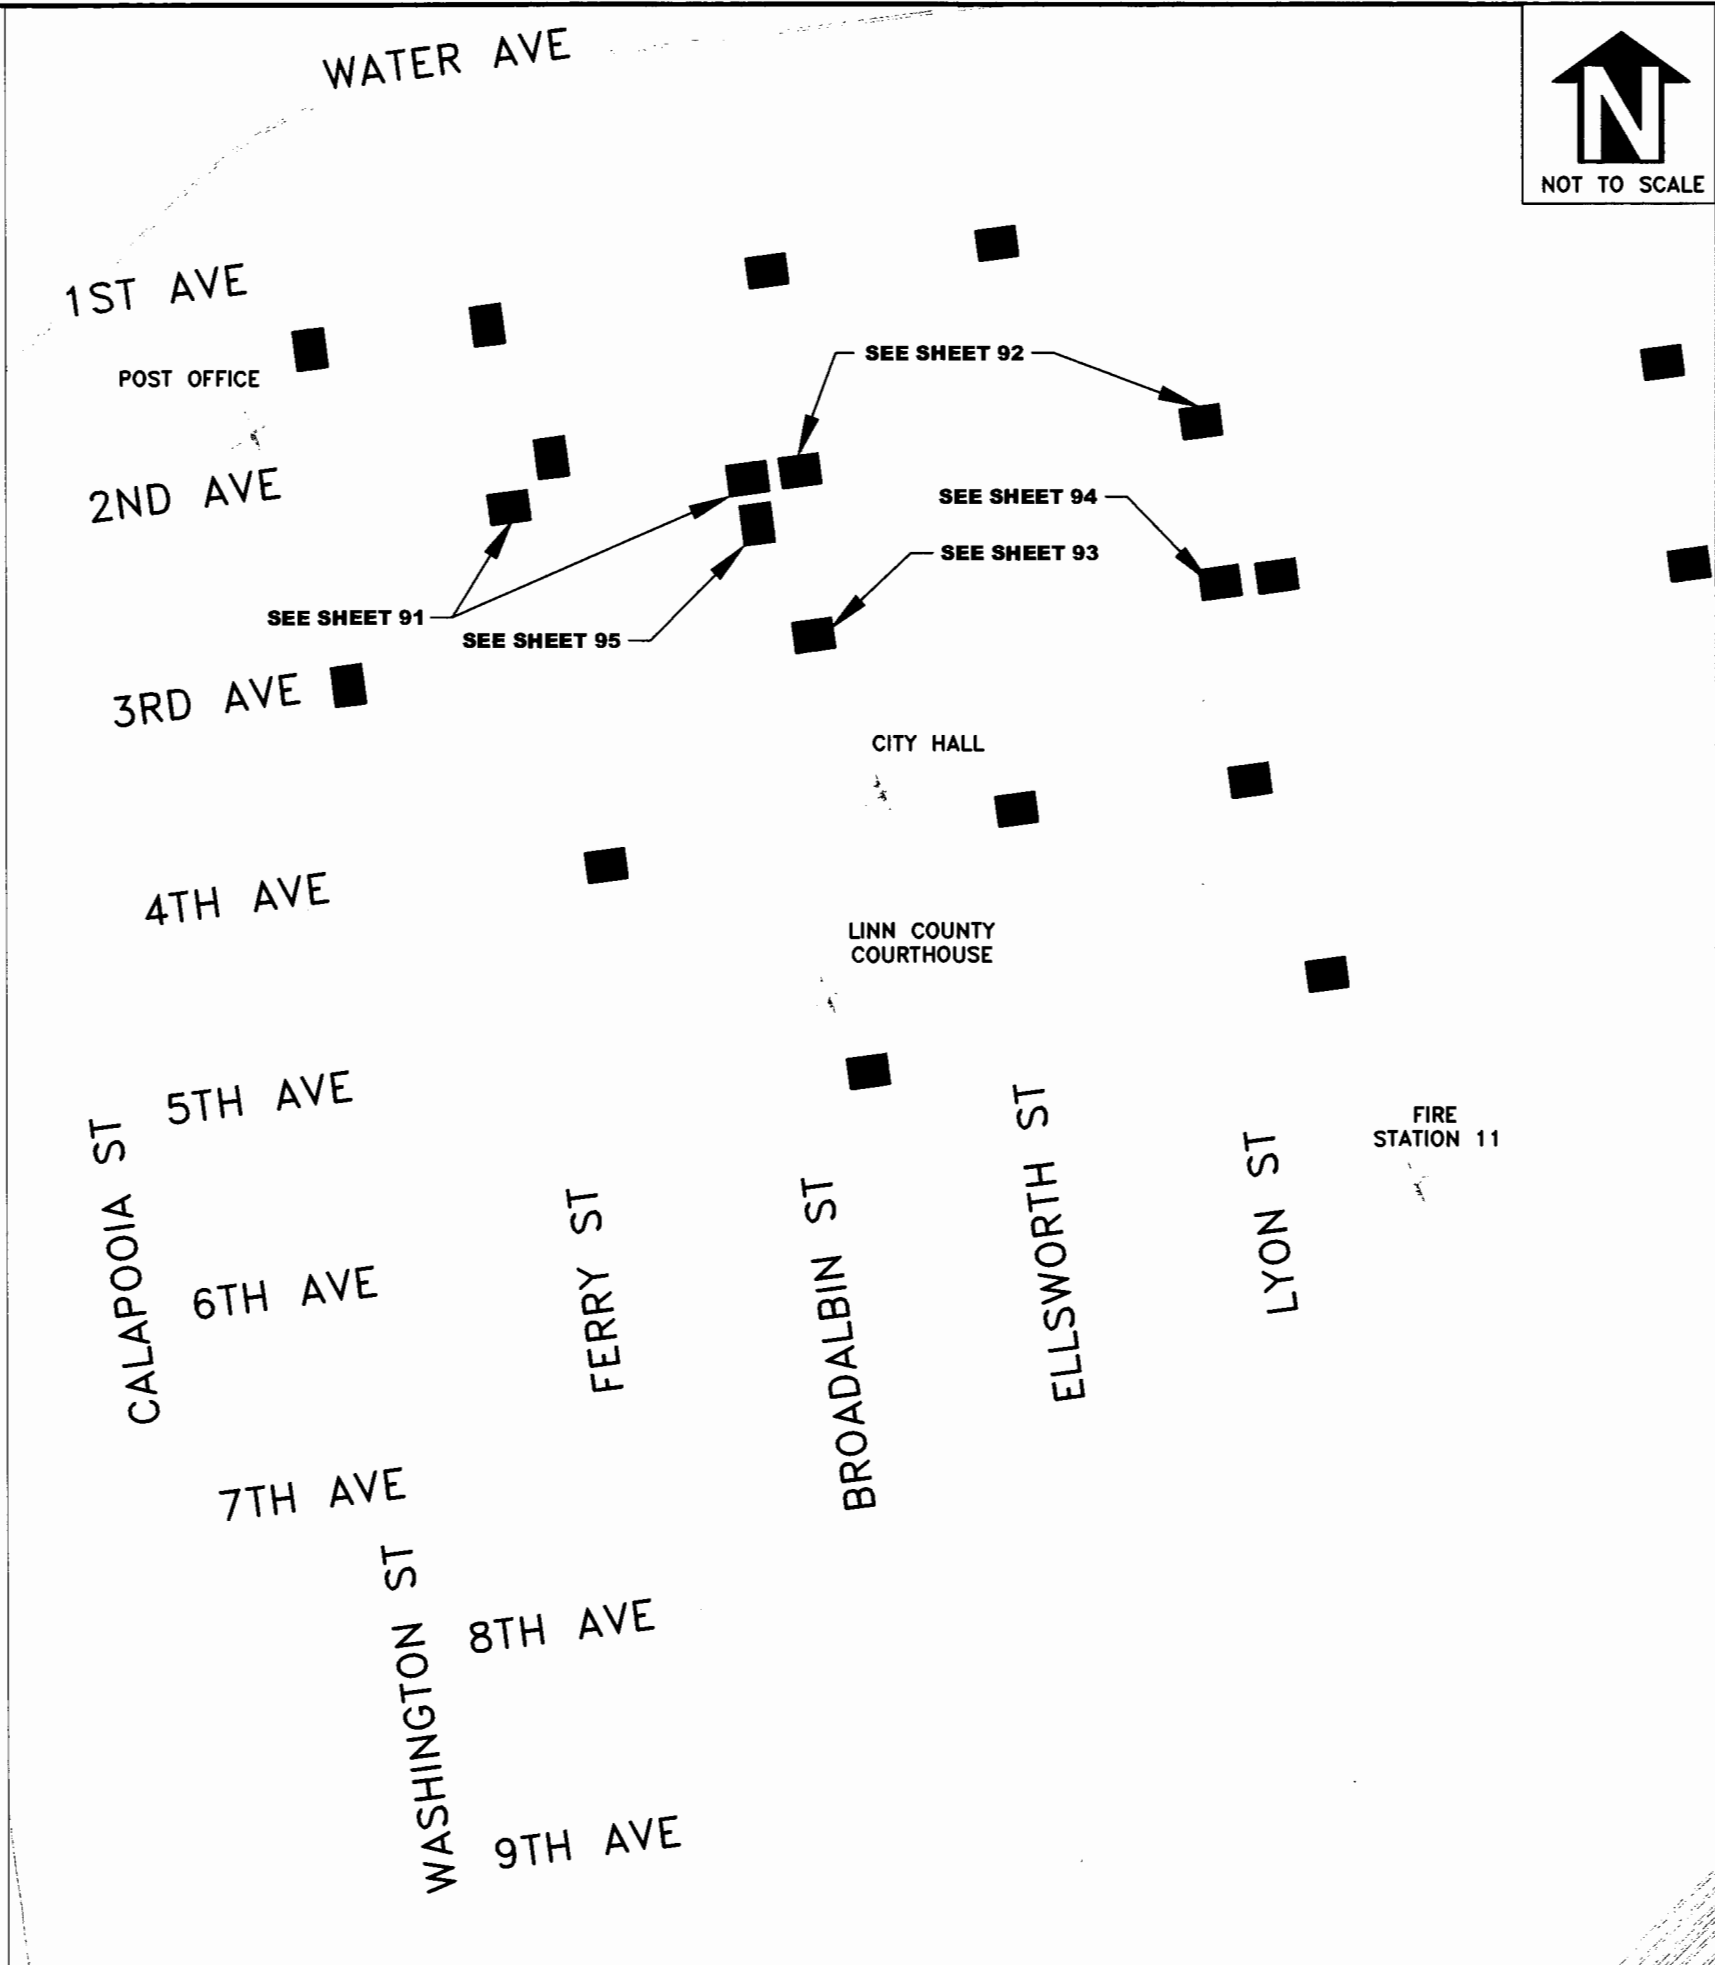 WATER AVE
N
NOT TO SCALE
1ST AVE
POST OFFICE
SEE SHEET 92
2ND AVE
SEE SHEET 94
SEE SHEET 93
SEE SHEET 91
SEE SHEET 95
3RD AVE
CITY HALL
4TH AVE
LINN COUNTY
COURTHOUSE
5TH AVE
FIRE
STATION 11
CALAPOOIA ST
FERRY ST
BROADALBIN ST
ELLSWORTH ST
LYON ST
6TH AVE
7TH AVE
WASHINGTON ST
8TH AVE
9TH AVE